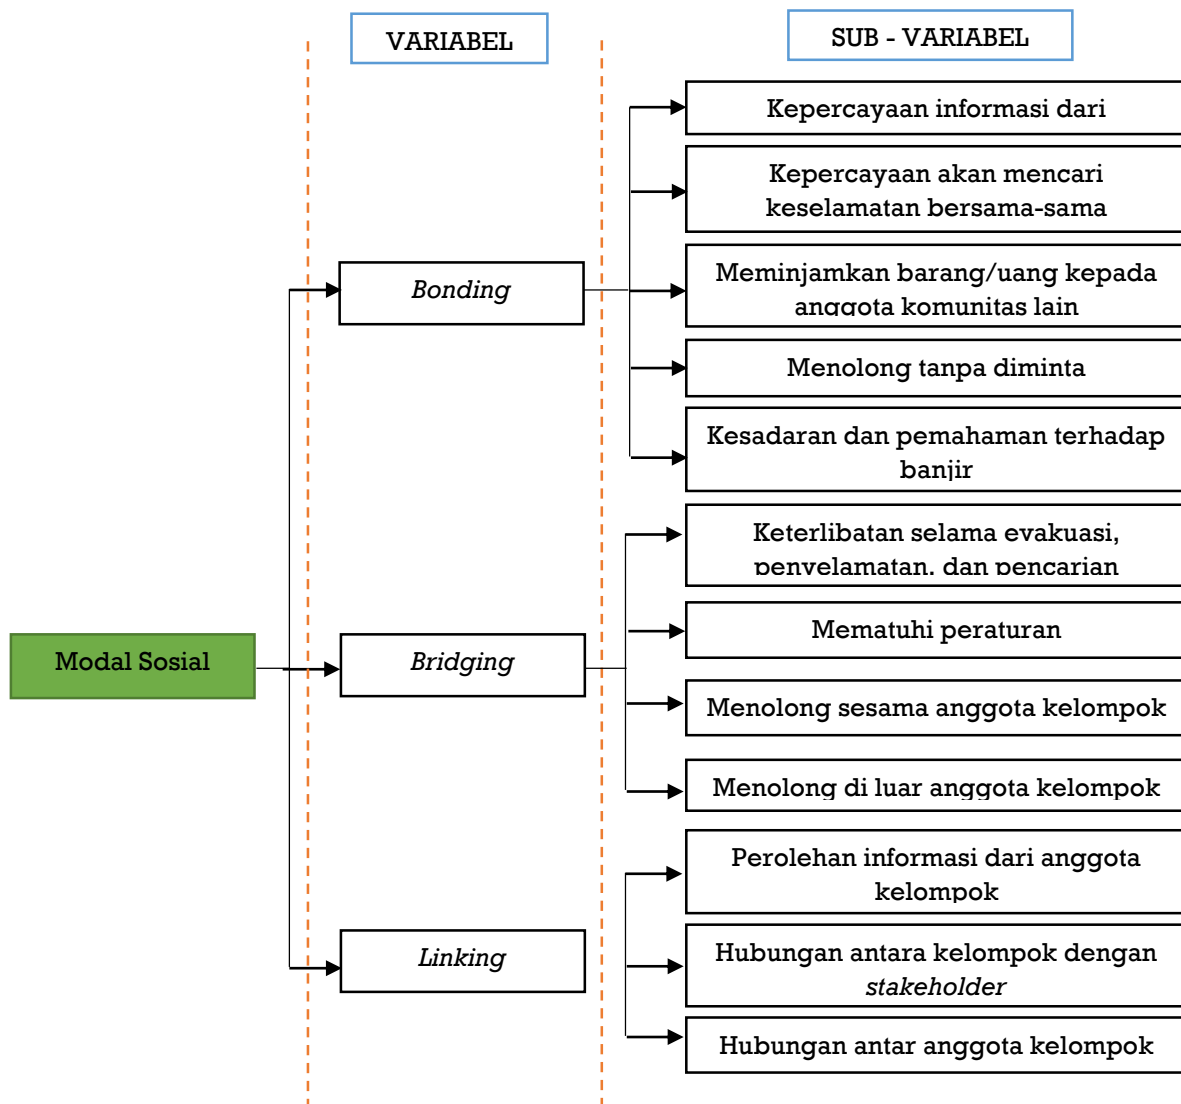 VARIABEL
SUB - VARIABEL
Kepercayaan informasi dari
Kepercayaan akan mencari
keselamatan bersama-sama
Meminjamkan barang/uang kepada
anggota komunitas lain
Menolong tanpa diminta
Kesadaran dan pemahaman terhadap
banjir
Bonding
Keterlibatan selama evakuasi,
penyelamatan, dan pencarian
Mematuhi peraturan
Menolong sesama anggota kelompok
Menolong di luar anggota kelompok
Modal Sosial
Bridging
Perolehan informasi dari anggota
kelompok
Hubungan antara kelompok dengan
stakeholder
Hubungan antar anggota kelompok
Linking